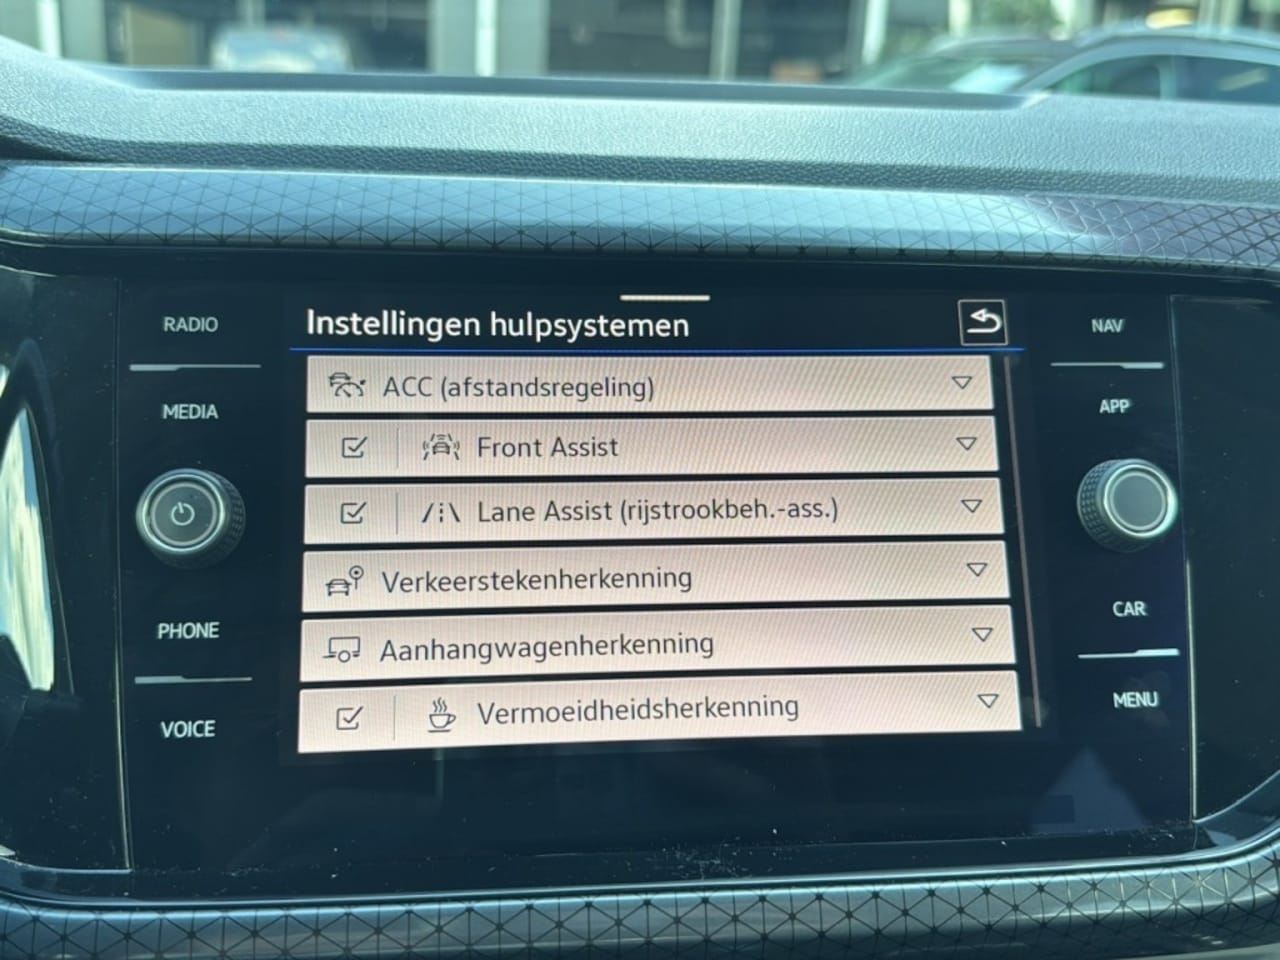 Instellingen hulpsystemen
RADIO
MEDIA
PHONE
VOICE
ACC (afstandsregeling)
Front Assist
Lane Assist (rijstrookbeh.-ass.)
Verkeerstekenherkenning
Aanhangwagenherkenning
Vermoeidheidsherkenning
NAV
APP
CAR
MENU